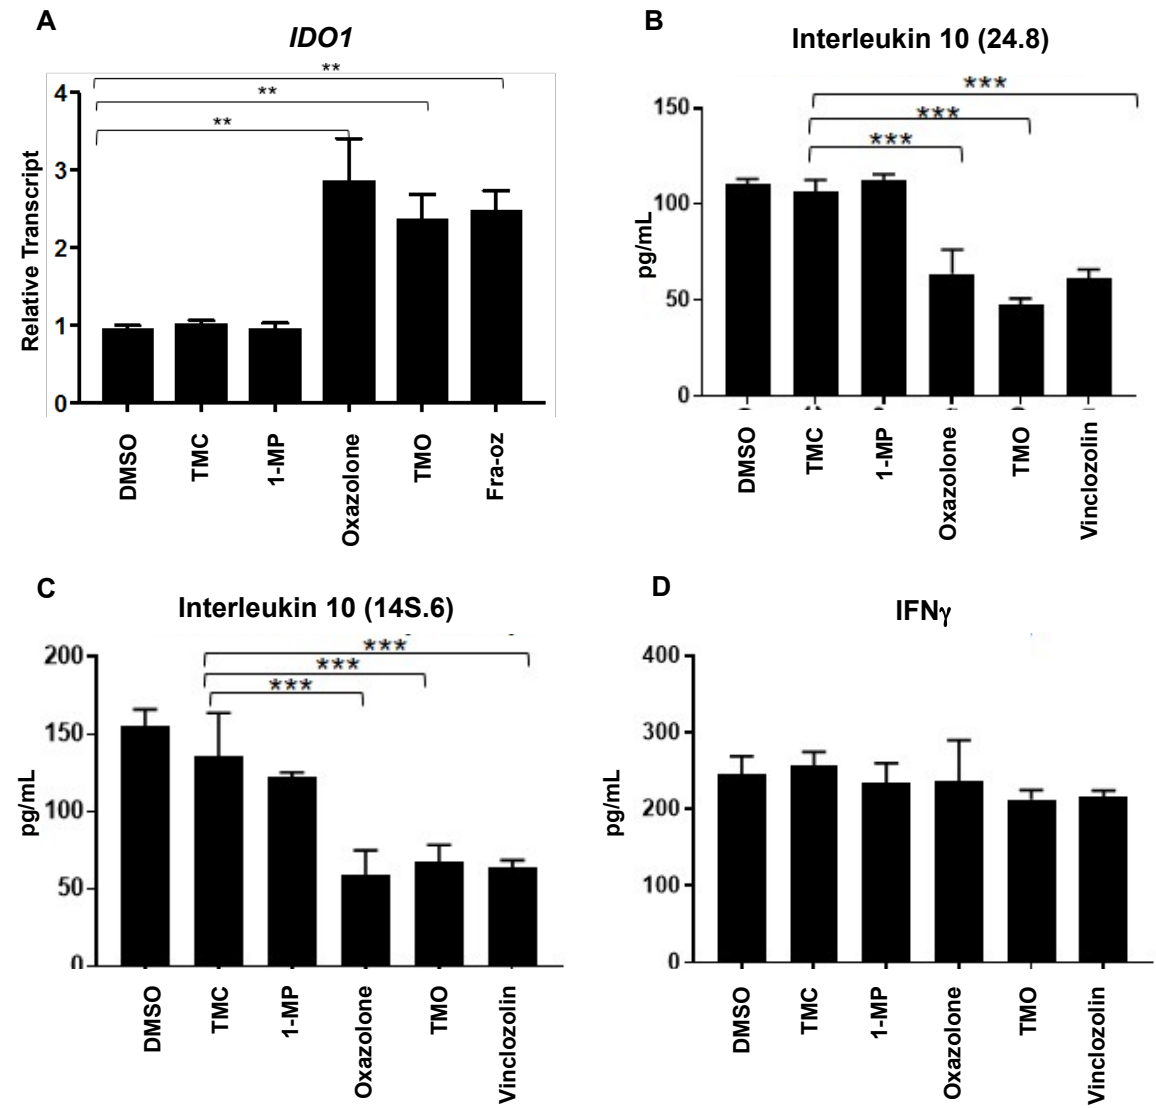 A
IDO1
**
**
**
Relative Transcript
4
3
2
1
0
DMSO
TMC
1-MP
Oxazolone
TMO
Fra-oz
B
Interleukin 10 (24.8)
***
***
***
pg/mL
150
100
50
0
DMSO
TMC
1-MP
Oxazolone
TMO
Vinclozolin
C
Interleukin 10 (14S.6)
***
***
***
pg/mL
200
150
100
50
0
DMSO
TMC
1-MP
Oxazolone
TMO
Vinclozolin
D
IFNγ
pg/mL
400
300
200
100
0
DMSO
TMC
1-MP
Oxazolone
TMO
Vinclozolin